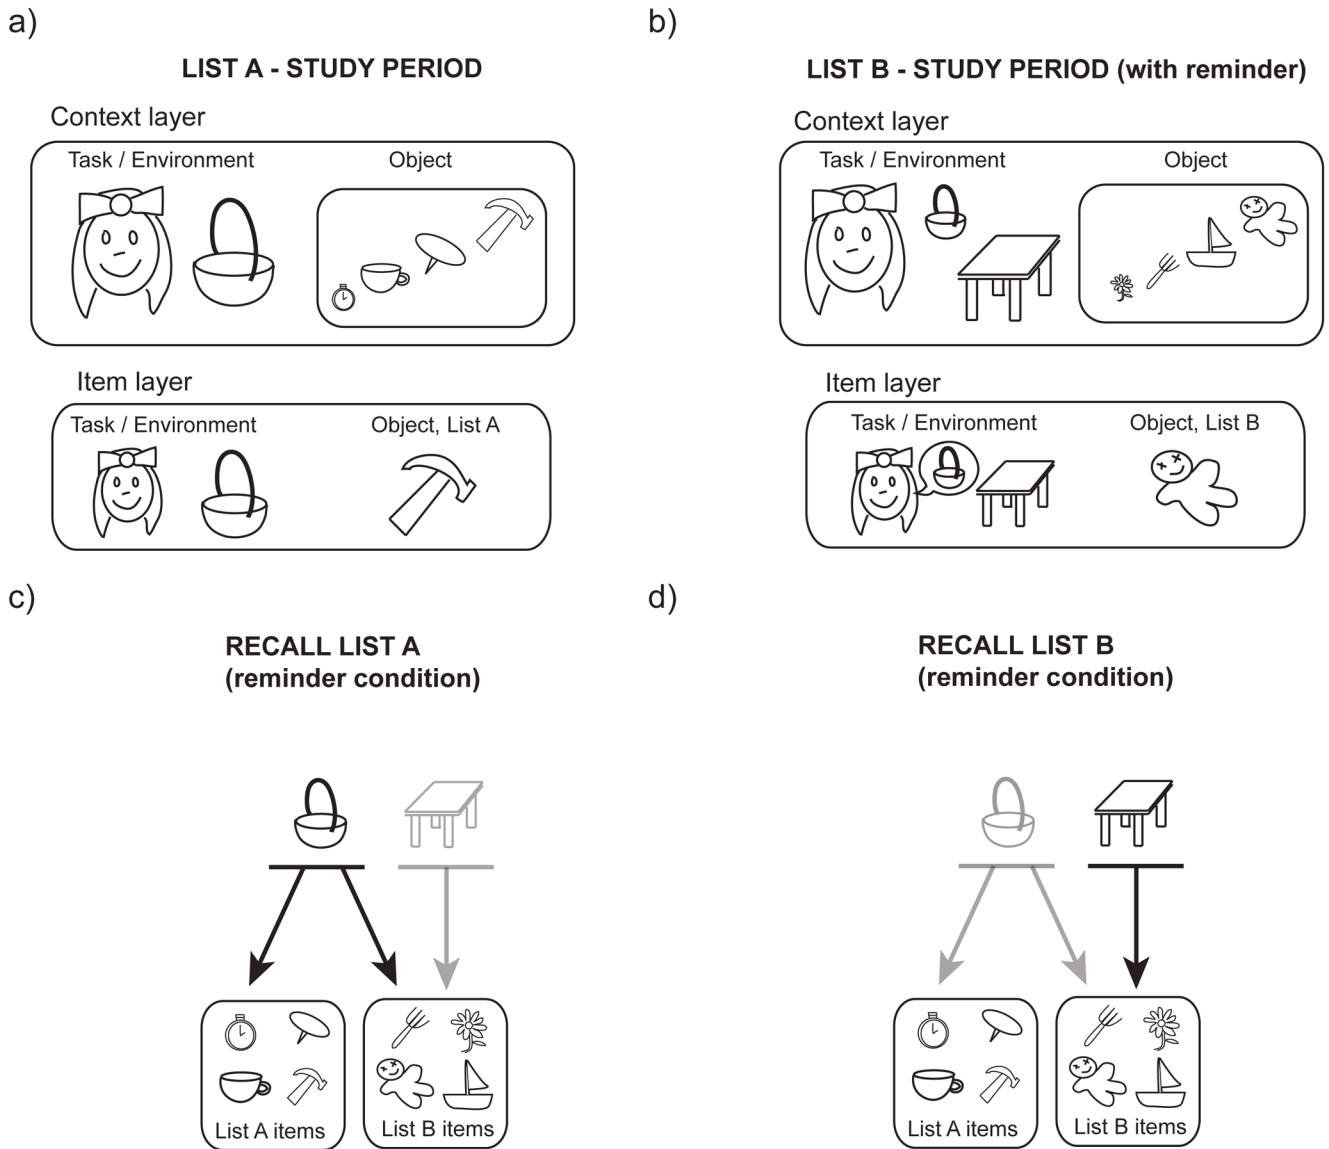 a)
LIST A - STUDY PERIOD
Context layer
Task / Environment
Object
Item layer
Task / Environment
Object, List A
b)
LIST B - STUDY PERIOD (with reminder)
Context layer
Task / Environment
Object
Item layer
Task / Environment
Object, List B
c)
RECALL LIST A
(reminder condition)
List A items
List B items
d)
RECALL LIST B
(reminder condition)
List A items
List B items